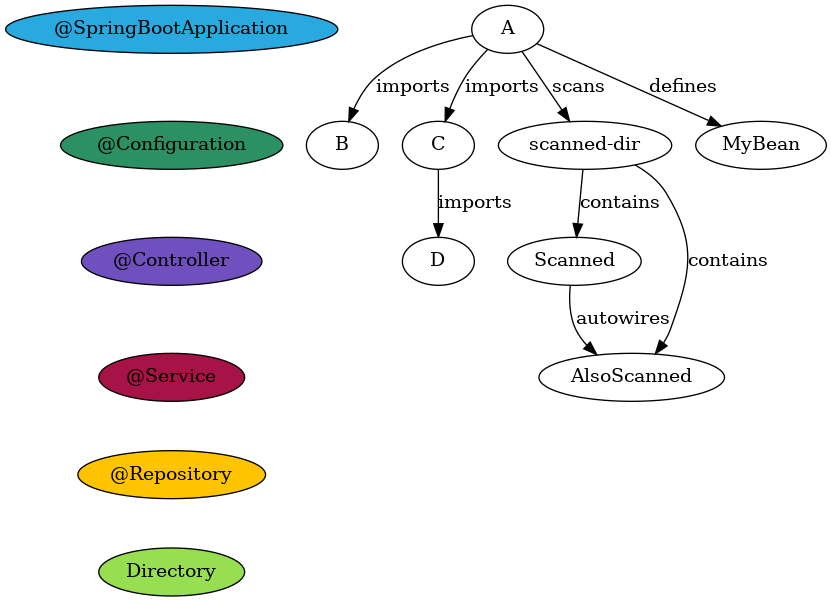 @SpringBootApplication
A
imports
imports
scans
defines
@Configuration
B
C
scanned-dir
MyBean
imports
contains
@Controller
D
Scanned
contains
autowires
@Service
AlsoScanned
@Repository
Directory